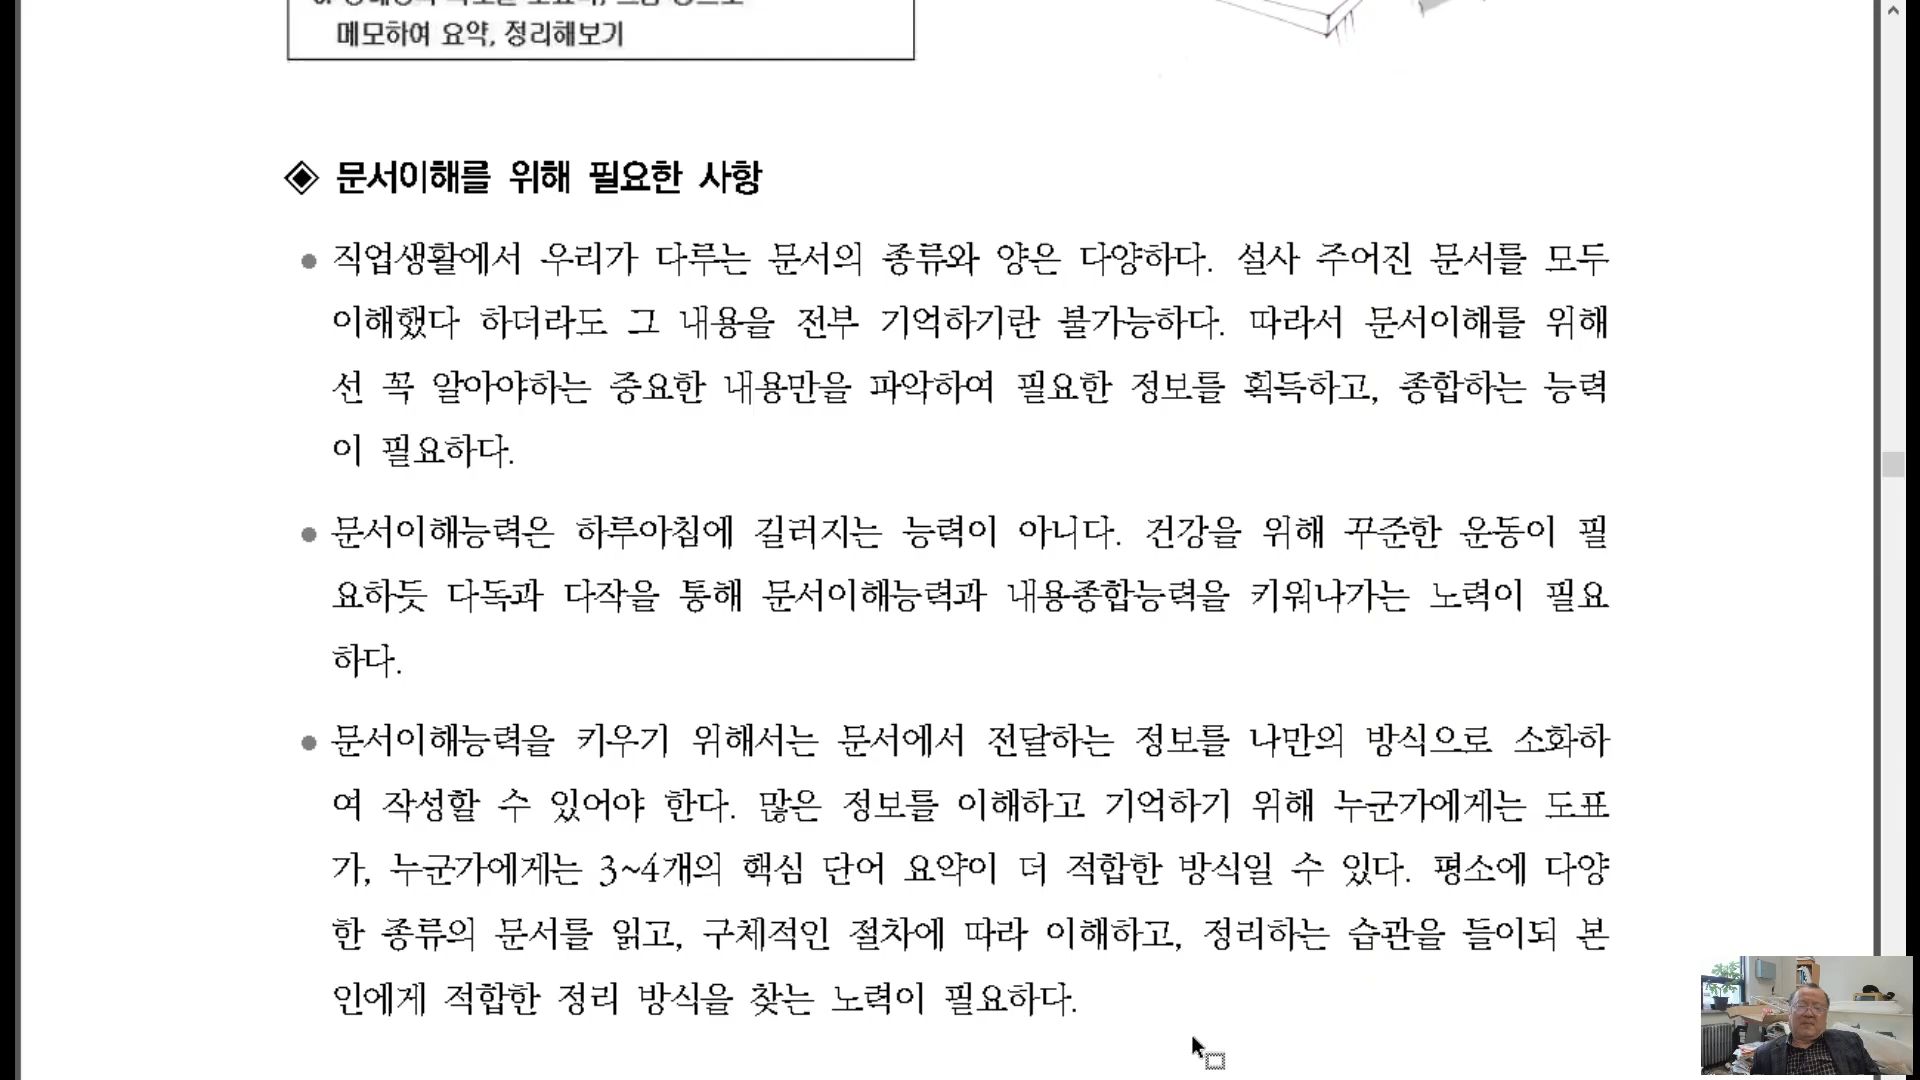 메모하여 요약, 정리해보기
◈ 문서이해를 위해 필요한 사항
● 직업생활에서 우리가 다루는 문서의 종류와 양은 다양하다. 설사 주어진 문서를 모두
이해했다 하더라도 그 내용을 전부 기억하기란 불가능하다. 따라서 문서이해를 위해
선 꼭 알아야하는 중요한 내용만을 파악하여 필요한 정보를 획득하고, 종합하는 능력
이 필요하다.
● 문서이해능력은 하루아침에 길러지는 능력이 아니다. 건강을 위해 꾸준한 운동이 필
요하듯 다독과 다작을 통해 문서이해능력과 내용종합능력을 키워나가는 노력이 필요
하다.
● 문서이해능력을 키우기 위해서는 문서에서 전달하는 정보를 나만의 방식으로 소화하
여 작성할 수 있어야 한다. 많은 정보를 이해하고 기억하기 위해 누군가에게는 도표
가, 누군가에게는 3~4개의 핵심 단어 요약이 더 적합한 방식일 수 있다. 평소에 다양
한 종류의 문서를 읽고, 구체적인 절차에 따라 이해하고, 정리하는 습관을 들이되 본
인에게 적합한 정리 방식을 찾는 노력이 필요하다.